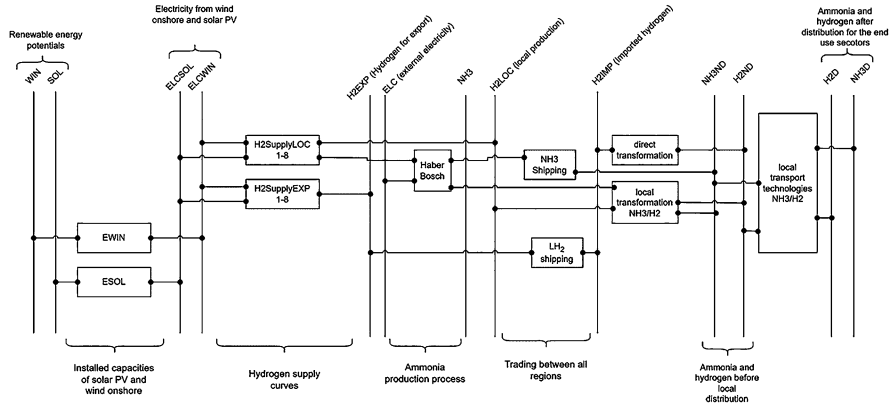 Electricity from wind
onshore and solar PV
Renewable energy
potentials
Ammonia and
hydrogen after
distribution for the end
use secotors
WIN
SOL
ELCSOL
ELCWIN
H2EXP (Hydrogen for export)
ELC (external electricity)
NH3
H2LOC (local production)
H2IMP (Imported hydrogen)
NH3ND
H2ND
H2D
NH3D
H2SupplyLOC
1-8
H2SupplyEXP
1-8
Haber
Bosch
NH3
Shipping
direct
transformation
local
transformation
NH3/H2
local
transport
technologies
NH3/H2
EWIN
ESOL
LH2
shipping
Installed capacities
of solar PV and
wind onshore
Hydrogen supply
curves
Ammonia
production process
Trading between all
regions
Ammonia and
hydrogen before
local
distribution